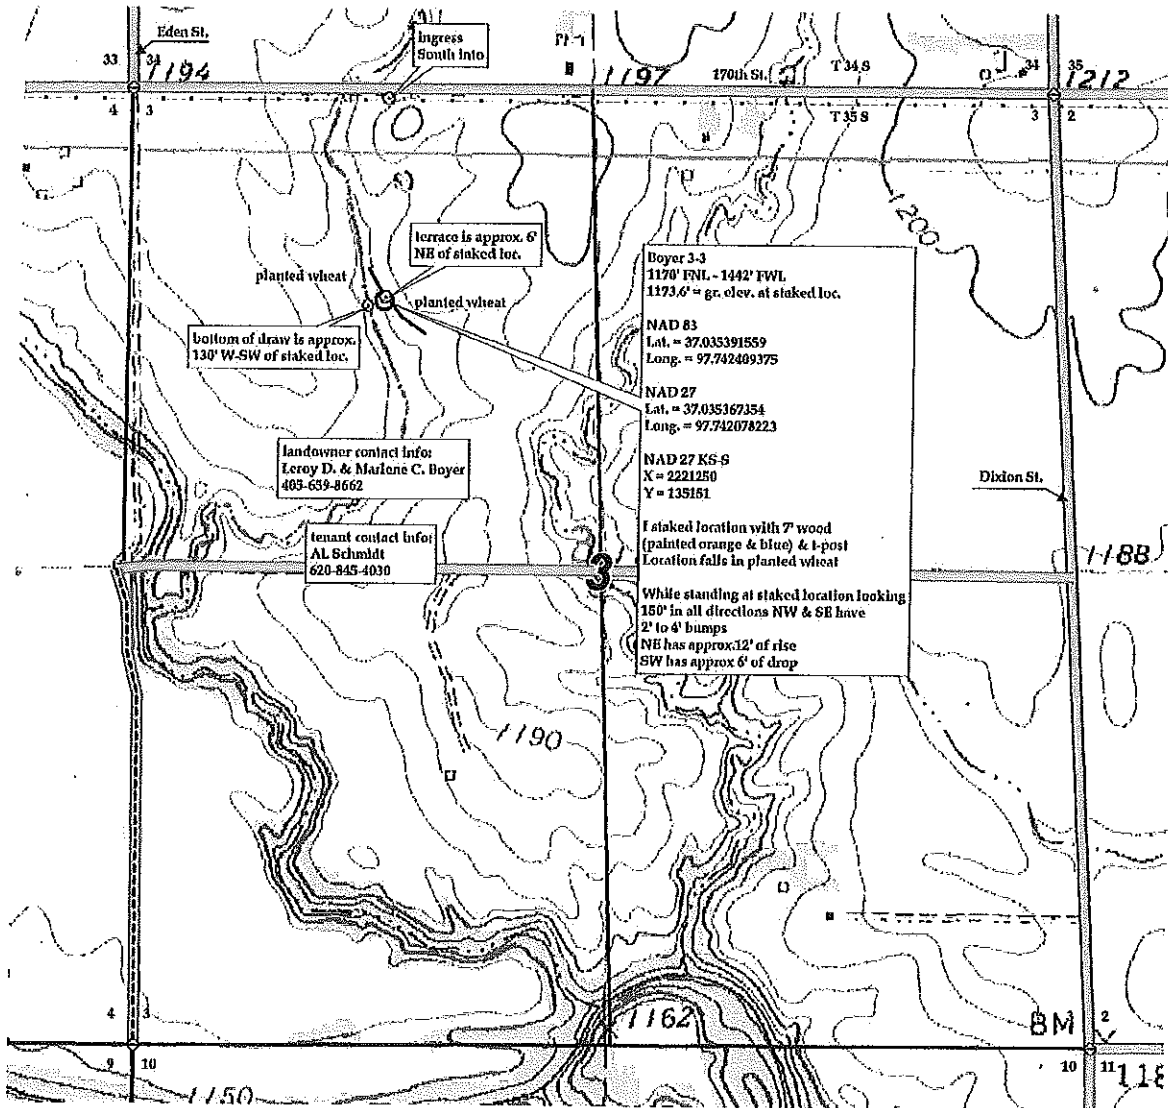 Eden St.
Ingress
South into
33 34
1194
1197
170th St.
T 34 S
34 35
1212
4 3
T 35 S
3 2
1200
terrace is approx. 6'
NE of staked loc.
planted wheat
planted wheat
bottom of draw is approx.
130' W-SW of staked loc.
Boyer 3-3
1170' FNL - 1442' FWL
1173.6' = gr. elev. at staked loc.
NAD 83
Lat. = 37.035391559
Long. = 97.742409375
NAD 27
Lat. = 37.035367354
Long. = 97.742078223
NAD 27 KS-S
X = 2221250
Y = 135151
I staked location with 7' wood
(painted orange & blue) & t-post
Location falls in planted wheat
While standing at staked location looking
150' in all directions NW & SE have
2' to 4' bumps
NE has approx.12' of rise
SW has approx 6' of drop
landowner contact info:
Leroy D. & Marlene C. Boyer
405-659-8662
tenant contact info:
AL Schmidt
620-845-4030
Dixion St.
3
1188
1190
4 3
1162
BM
2
9 10
10 11
118
1150